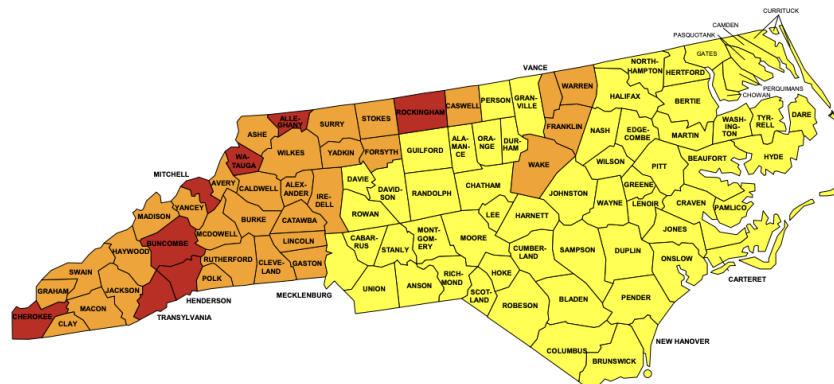 CURRITUCK
CAMDEN
PASQUOTANK
GATES
NORTH-
HAMPTON
HERTFORD
VANCE
WARREN
PERQUIMANS
CHOWAN
ALLE-
GHANY
ROCKINGHAM
CASWELL
PERSON
GRAN-
VILLE
HALIFAX
BERTIE
STOKES
SURRY
ASHE
WASH-
ING-
TON
TYR-
RELL
DARE
FRANKLIN
NASH
EDGE-
COMBE
MARTIN
WILKES
YADKIN
FORSYTH
GUILFORD
ALA-
MANCE
OR-
ANGE
DUR-
HAM
WA-
TAUGA
WAKE
WILSON
PITT
BEAUFORT
HYDE
MITCHELL
AVERY
CALDWELL
ALEX-
ANDER
IRE-
DELL
DAVIE
DAVID-
SON
RANDOLPH
CHATHAM
JOHNSTON
WAYNE
GREENE
LENOIR
CRAVEN
PAMLICO
MADISON
YANCEY
BURKE
CATAWBA
ROWAN
LEE
HARNETT
JONES
BUNCOMBE
MCDOWELL
LINCOLN
CABAR-
RUS
STANLY
MONT-
GOM-
ERY
MOORE
CUMBER-
LAND
SAMPSON
DUPLIN
ONSLOW
CARTERET
HAYWOOD
RUTHERFORD
CLEVE-
LAND
GASTON
POLK
SWAIN
GRAHAM
JACKSON
HENDERSON
MECKLENBURG
UNION
ANSON
RICH-
MOND
SCOT-
LAND
HOKE
ROBESON
BLADEN
PENDER
CHEROKEE
CLAY
MACON
TRANSYLVANIA
COLUMBUS
BRUNSWICK
NEW HANOVER